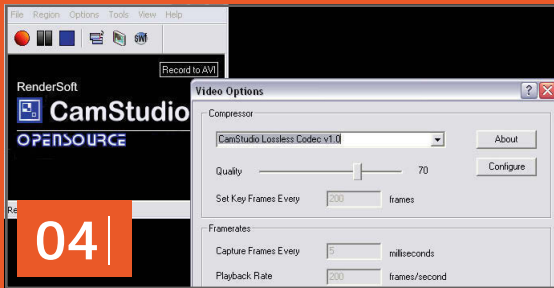 File Region Options Tools View Help
Record to AVI
RenderSoft
CamStudio
OPENSOURCE
04
Video Options
Compressor
CamStudio Lossless Codec v1.0
About
Quality 70
Configure
Set Key Frames Every 200 frames
Framerates
Capture Frames Every 5 milliseconds
Playback Rate 200 frames/second